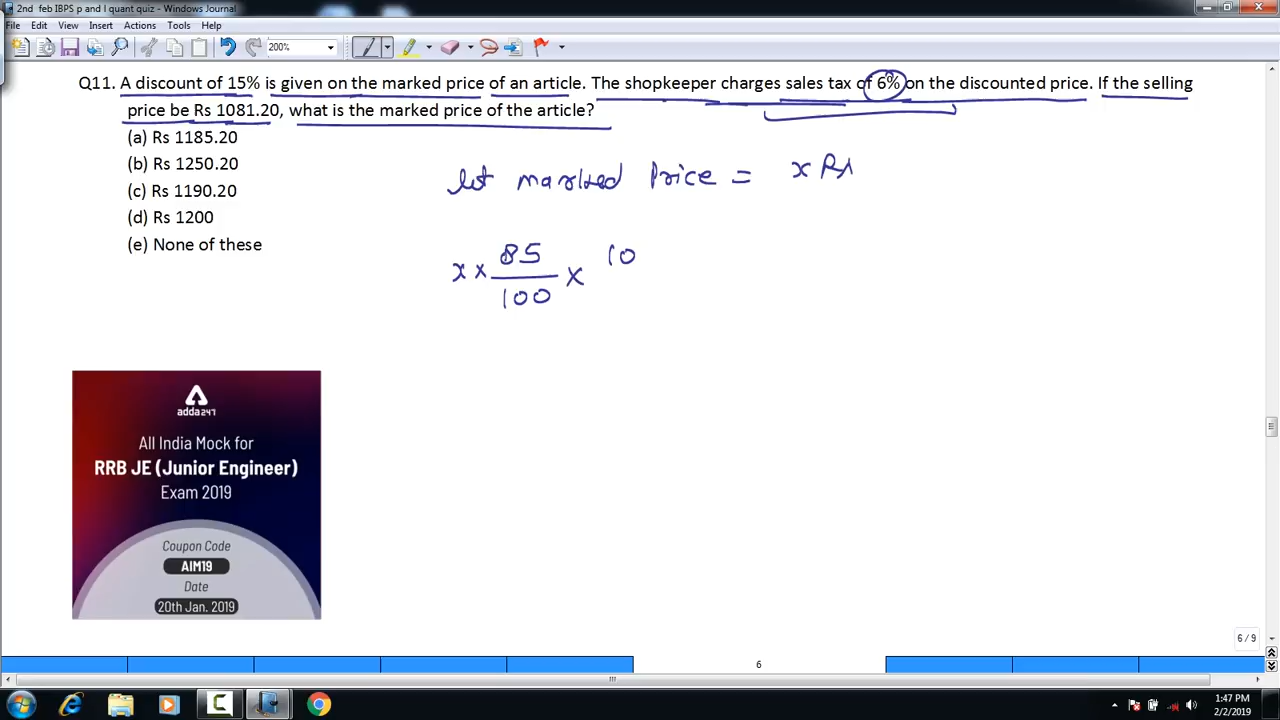 2nd  feb IBPS p and I quant quiz - Windows Journal
File Edit View Insert Actions Tools Help
200%
Q11. A discount of 15% is given on the marked price of an article. The shopkeeper charges sales tax of 6% on the discounted price. If the selling
price be Rs 1081.20, what is the marked price of the article?
(a) Rs 1185.20
(b) Rs 1250.20
(c) Rs 1190.20
(d) Rs 1200
(e) None of these
let marked Price = x Rs
x × 85/100 × 10
adda247
All India Mock for
RRB JE (Junior Engineer)
Exam 2019
Coupon Code
AIM19
Date
20th Jan. 2019
6 / 9
6
1:47 PM
2/2/2019